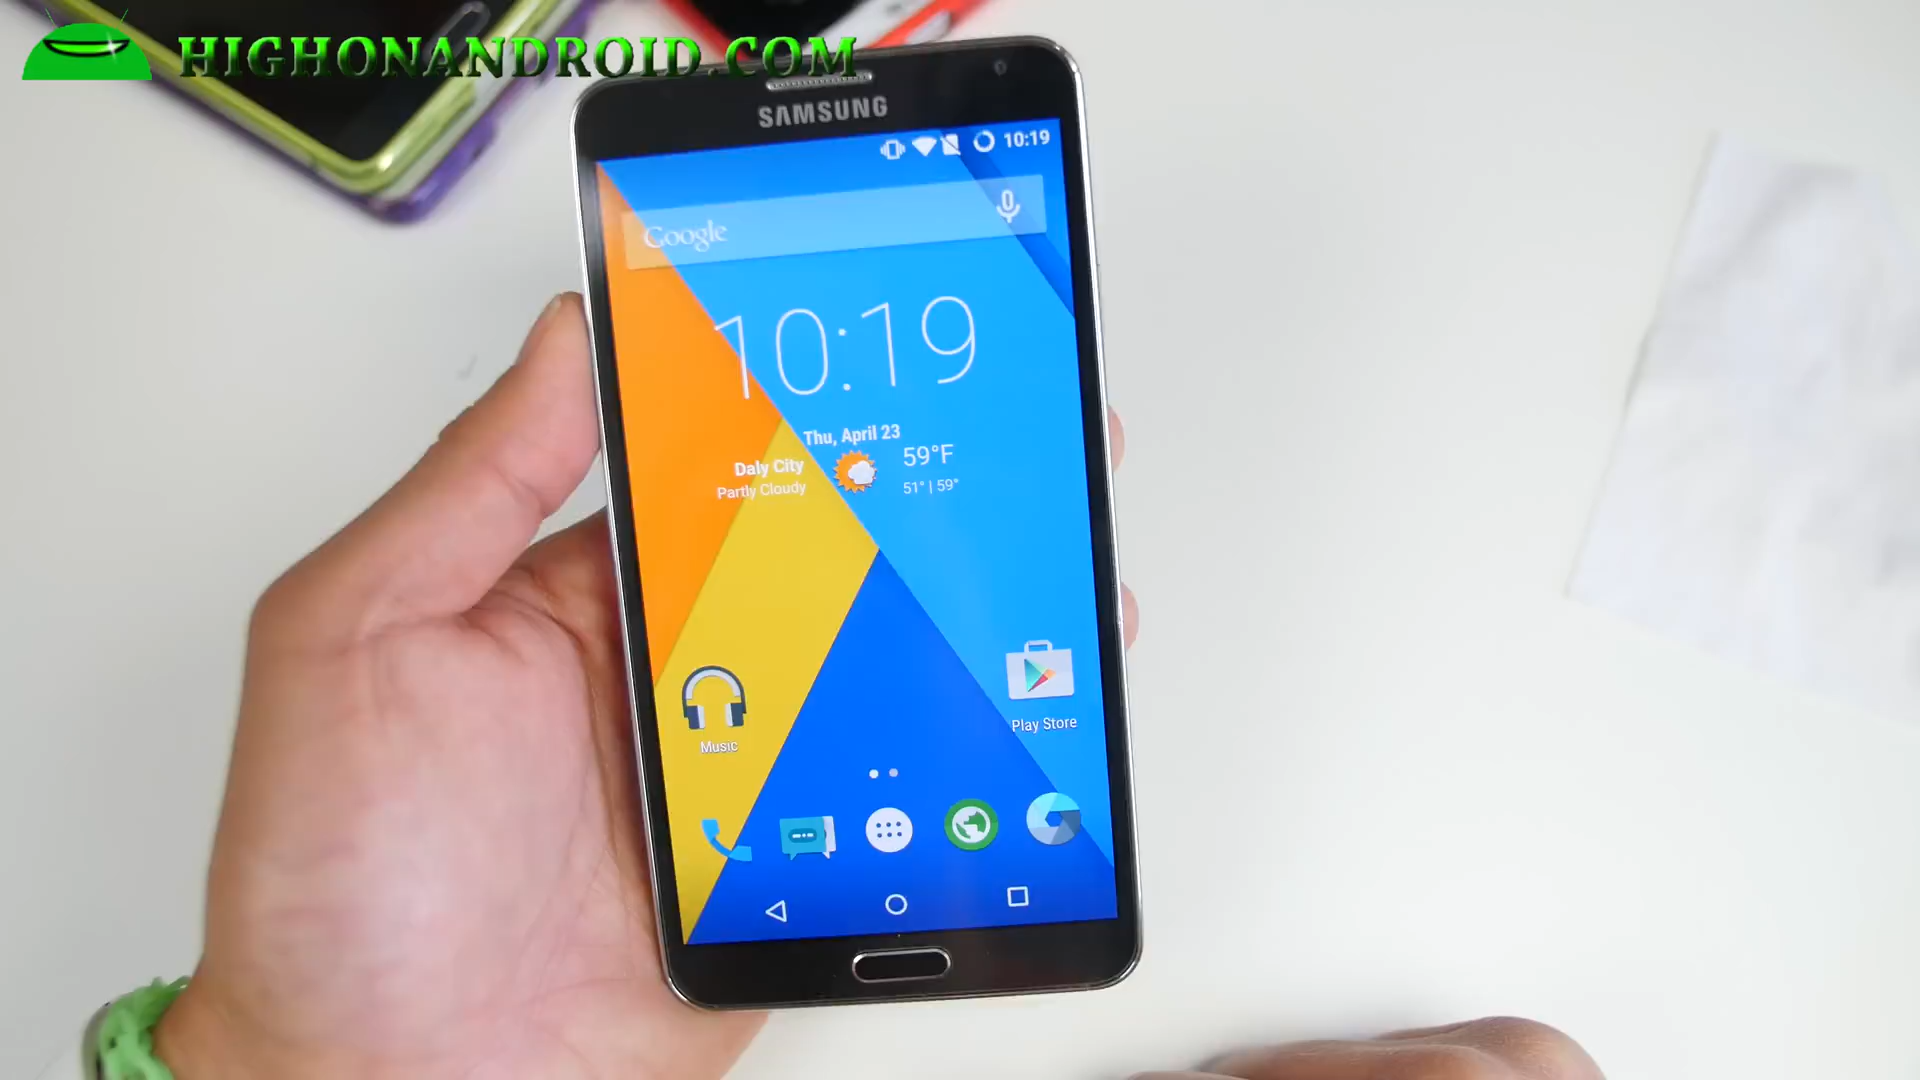 HIGHONANDROID.COM
SAMSUNG
10:19
Google
10:19
Thu, April 23
Daly City
59°F
Partly Cloudy
51° | 59°
Play Store
Music